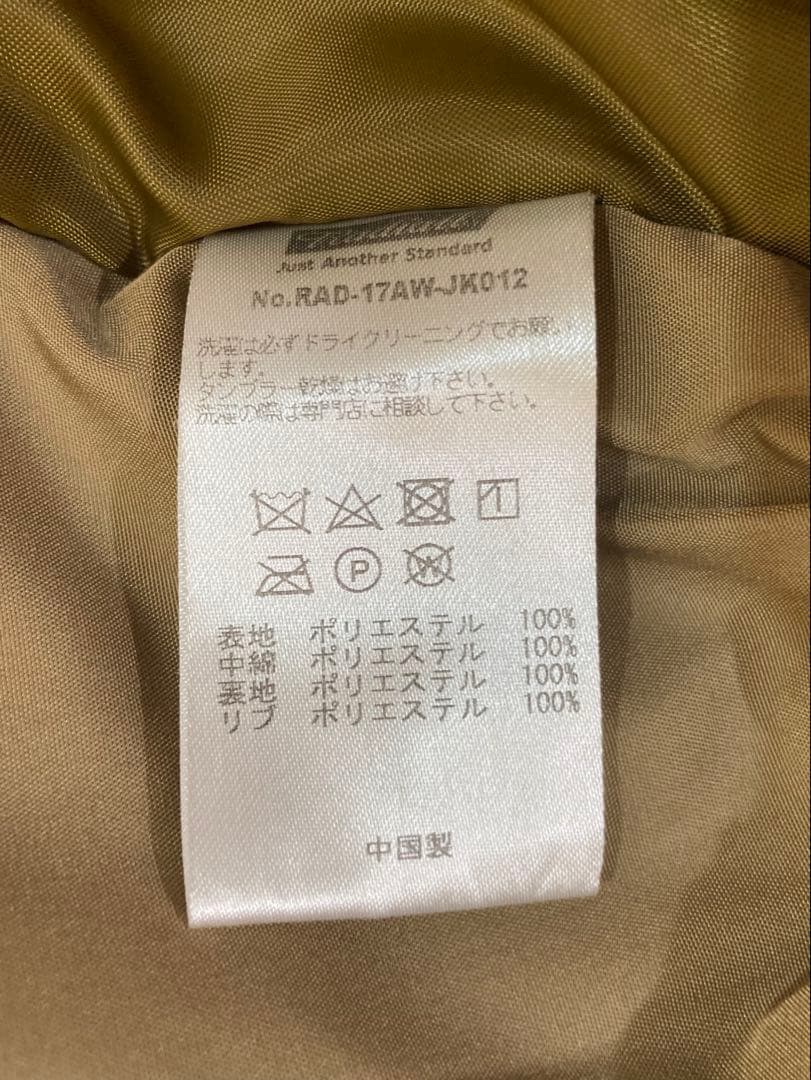 Just Another Standard
No.RAD-17AW-JK012
洗濯は必ずドライクリーニングでお願い
します。
タンブラー乾燥はお避け下さい。
洗濯の際は専門店に相談して下さい。
P
W
表地 ポリエステル 100%
中綿 ポリエステル 100%
裏地 ポリエステル 100%
リブ ポリエステル 100%
中国製